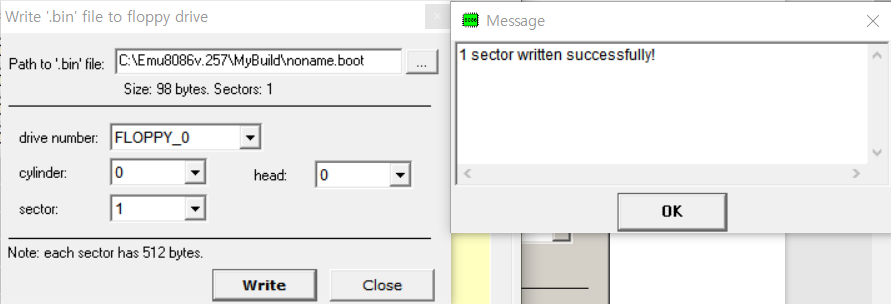 Write '.bin' file to floppy drive
Path to '.bin' file:
C:\Emu8086v.257\MyBuild\noname.boot
...
Size: 98 bytes. Sectors: 1
drive number:
FLOPPY_0
cylinder:
0
head:
0
sector:
1
Note: each sector has 512 bytes.
Write
Close
Message
1 sector written successfully!
OK